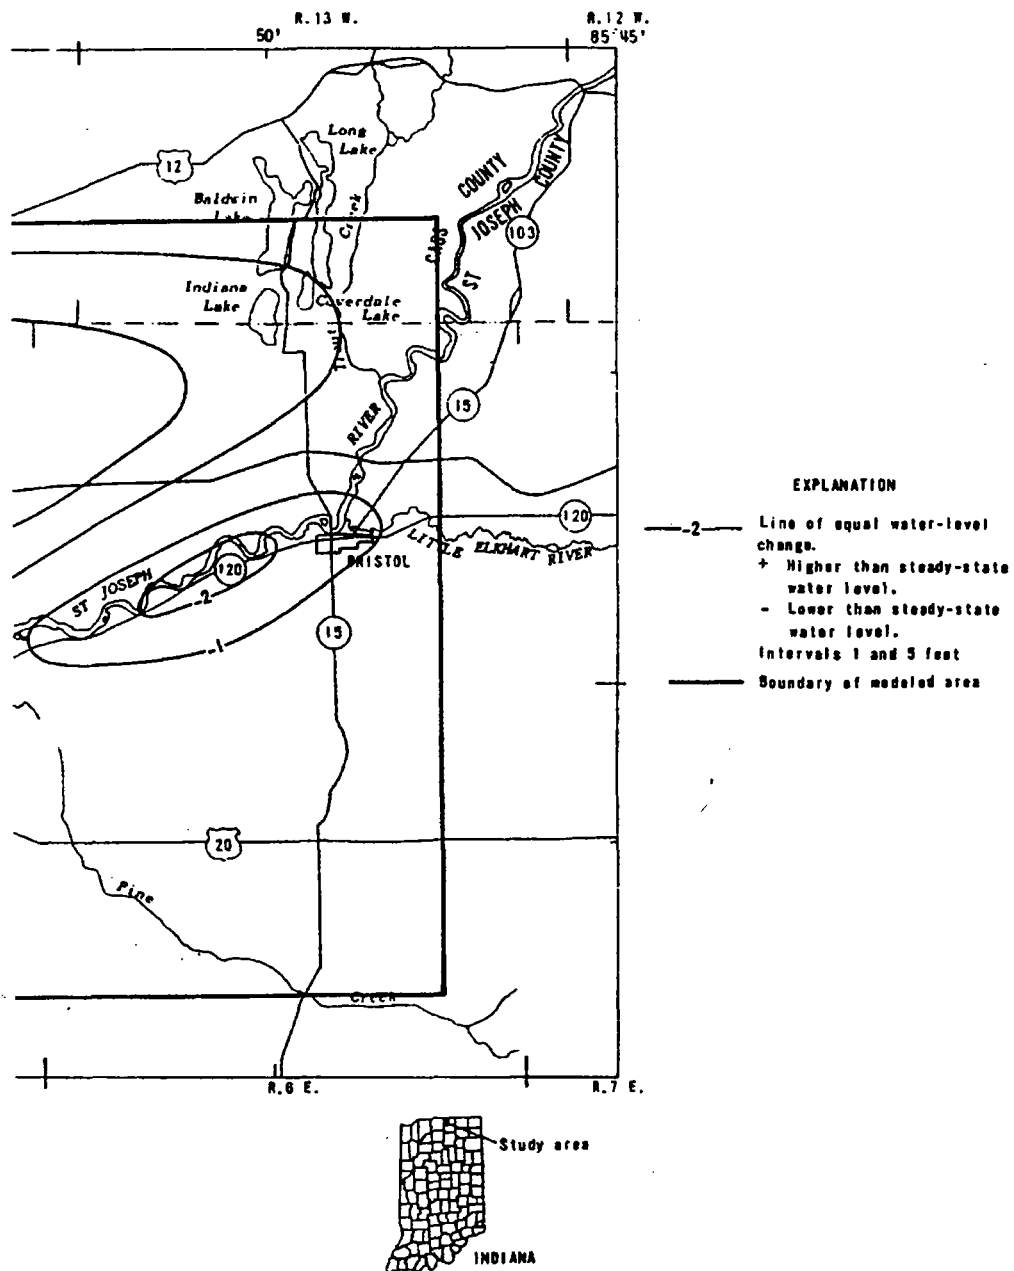 R.13 W.
R.12 W.
50'
85°45'
Long
Lake
12
COUNTY
COUNTY
Baldwin
Lake
Creek
JOSEPH
103
CASS
ST
Indiana
Lake
Coverdale
Lake
Trout
15
RIVER
EXPLANATION
-2- Line of equal water-level
change.
+ Higher than steady-state
water level.
- Lower than steady-state
water level.
Intervals 1 and 5 feet
Boundary of modeled area
120
LITTLE ELKHART RIVER
BRISTOL
120
ST JOSEPH
-2
-1
15
20
Pine
Creek
R.6 E.
R.7 E.
Study area
INDIANA